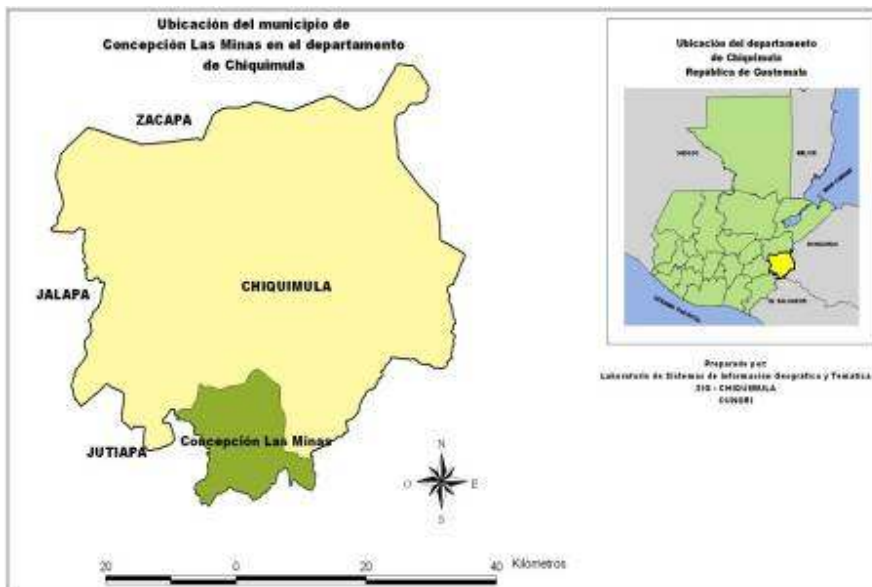 Ubicación del municipio de
Concepción Las Minas en el departamento
de Chiquimula
ZACAPA
JALAPA
CHIQUIMULA
Concepción Las Minas
JUTIAPA
N
O
E
S
20
0
20
40
Kilómetros
Ubicación del departamento
de Chiquimula
República de Guatemala
MEXICO
BELICE
HONDURAS
EL SALVADOR
OCEANO PACIFICO
Preparado por:
Laboratorio de Sistemas de Información Geográfica y Temática
SIG - CHIQUIMULA
CUNORI